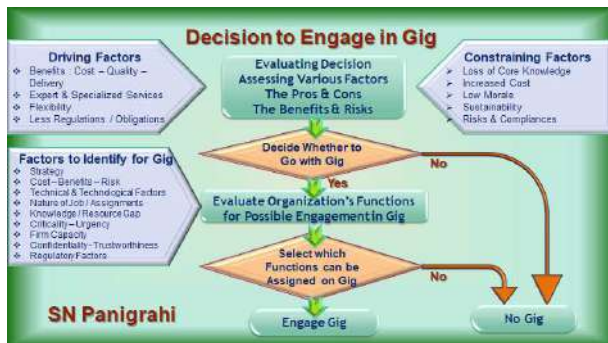 Decision to Engage in Gig
Driving Factors
Benefits : Cost – Quality –
Delivery
Expert & Specialized Services
Flexibility
Less Regulations / Obligations
Evaluating Decision
Assessing Various Factors
The Pros & Cons
The Benefits & Risks
Constraining Factors
Loss of Core Knowledge
Increased Cost
Low Morale
Sustainability
Risks & Compliances
Decide Whether to
Go with Gig
No
Yes
Factors to Identify for Gig
Strategy
Cost – Benefits – Risk
Technical & Technological Factors
Nature of Job / Assignments
Knowledge / Resource Gap
Criticality – Urgency
Firm Capacity
Confidentiality – Trustworthiness
Regulatory Factors
Evaluate Organization's Functions
for Possible Engagement in Gig
Select which
Functions can be
Assigned on Gig
No
SN Panigrahi
Engage Gig
No Gig